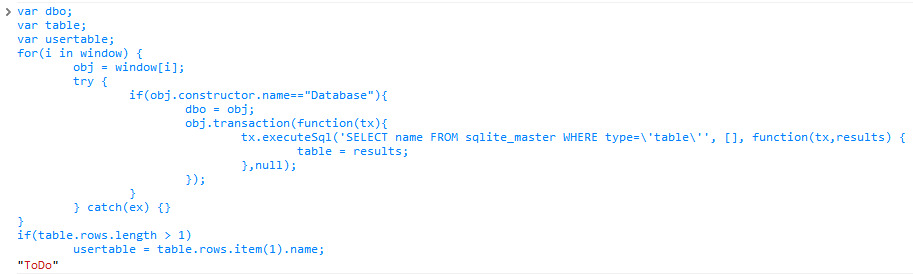 var dbo;
var table;
var usertable;
for(i in window) {
obj = window[i];
try {
if(obj.constructor.name=="Database"){
dbo = obj;
obj.transaction(function(tx){
tx.executeSql('SELECT name FROM sqlite_master WHERE type=\'table\'', [], function(tx,results) {
table = results;
},null);
});
}
} catch(ex) {}
}
if(table.rows.length > 1)
usertable = table.rows.item(1).name;
"ToDo"